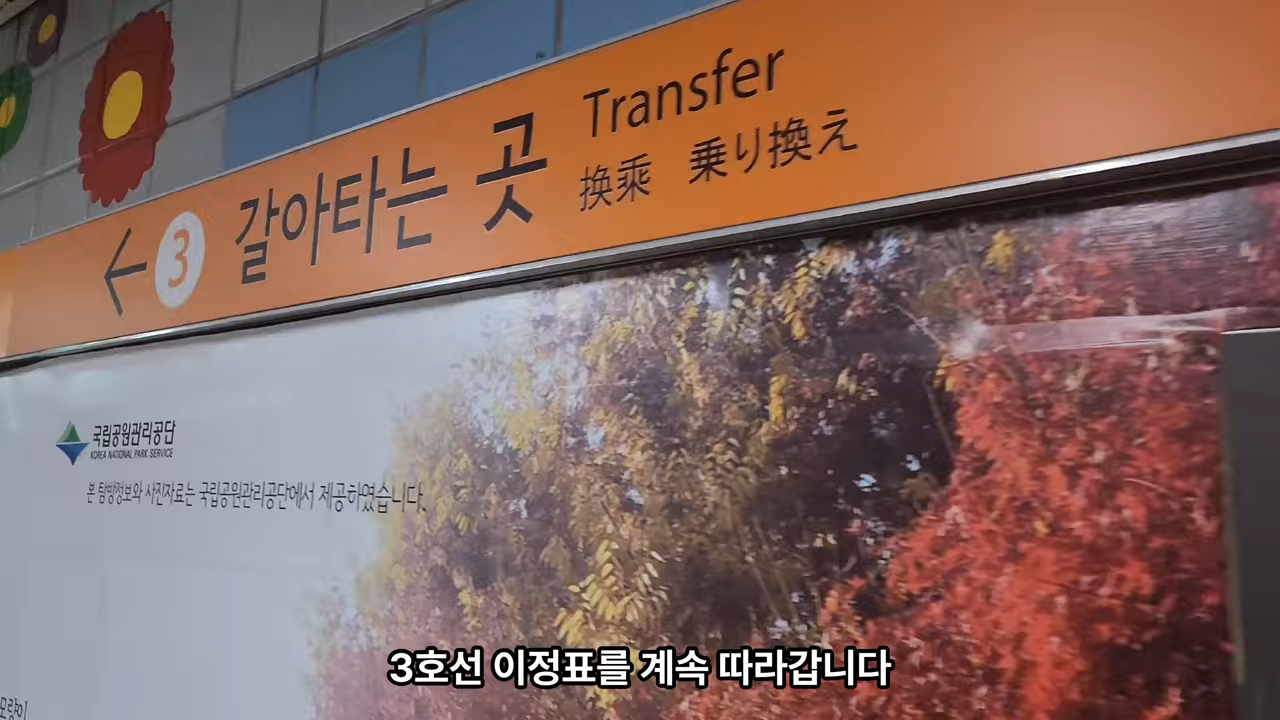 ← 3 갈아타는 곳 Transfer
换乘 乗り換え
국립공원관리공단
KOREA NATIONAL PARK SERVICE
본 탐방정보와 사진자료는 국립공원관리공단에서 제공하였습니다.
3호선 이정표를 계속 따라갑니다